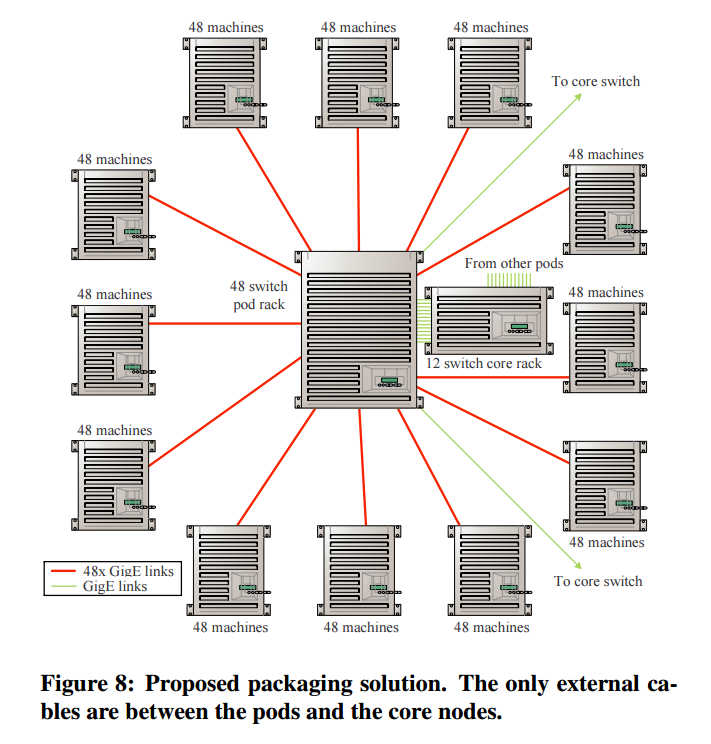 48 machines
48 machines
48 machines
To core switch
48 machines
48 machines
From other pods
48 switch
pod rack
48 machines
48 machines
12 switch core rack
48 machines
48 machines
48x GigE links
GigE links
To core switch
48 machines
48 machines
48 machines
Figure 8: Proposed packaging solution. The only external ca-
bles are between the pods and the core nodes.